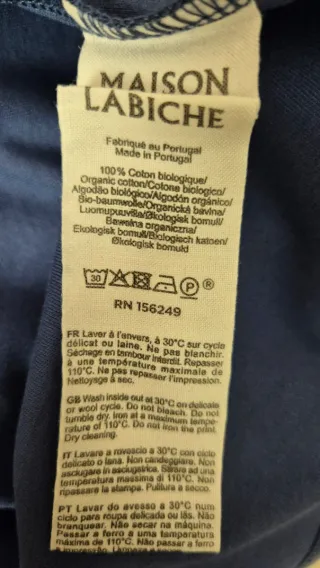 MAISON
LABICHE
Fabriqué au Portugal
Made in Portugal
100% Coton biologique/
Organic cotton/Cotone biologico/
Algodão biológico/Algodón orgánico/
Bio-baumwolle/Organická bavlna/
Luomupuuvilla/Økologisk bomull/
Bawełna organiczna/
Ekologisk bomull/Biologisch katoen/
Økologisk bomuld
30 P ®
RN 156249
FR Laver à l'envers, à 30°C sur cycle
délicat ou laine. Ne pas blanchir.
Séchage en tambour interdit. Repasser
à une température maximale de
110°C. Ne pas repasser l'impression.
Nettoyage à sec.
GB Wash inside out at 30°C on delicate
or wool cycle. Do not bleach. Do not
tumble dry. Iron at a maximum tempe-
rature of 110°C. Do not iron the print.
Dry cleaning.
IT Lavare a rovescio a 30°C con ciclo
delicato o lana. Non candeggiare. Non
asciugare in asciugatrice. Stirare ad una
temperatura massima di 110°C. Non
ripassare la stampa. Pulitura a secco.
PT Lavar do avesso a 30°C num
ciclo para roupa delicada ou lãs. Não
branquear. Não secar na máquina.
Passar a ferro a uma temperatura
máxima de 110°C. Não passar a ferro
a impressão. Limpeza a seco.